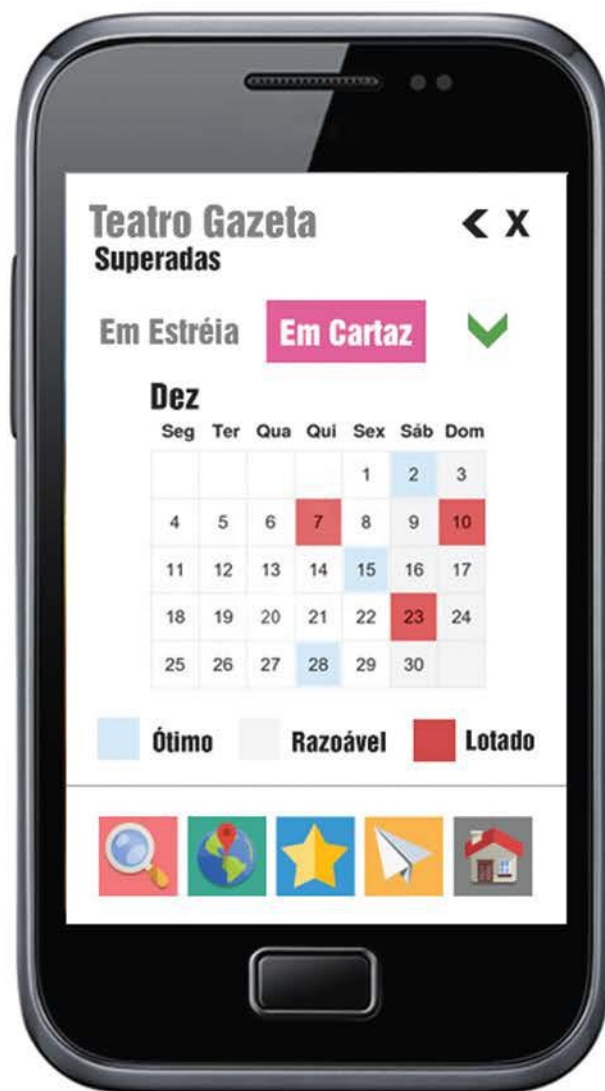 Teatro Gazeta < X
Superadas
Em Estréia Em Cartaz
Dez
Seg Ter Qua Qui Sex Sáb Dom
1 2 3
4 5 6 7 8 9 10
11 12 13 14 15 16 17
18 19 20 21 22 23 24
25 26 27 28 29 30
Ótimo Razoável Lotado